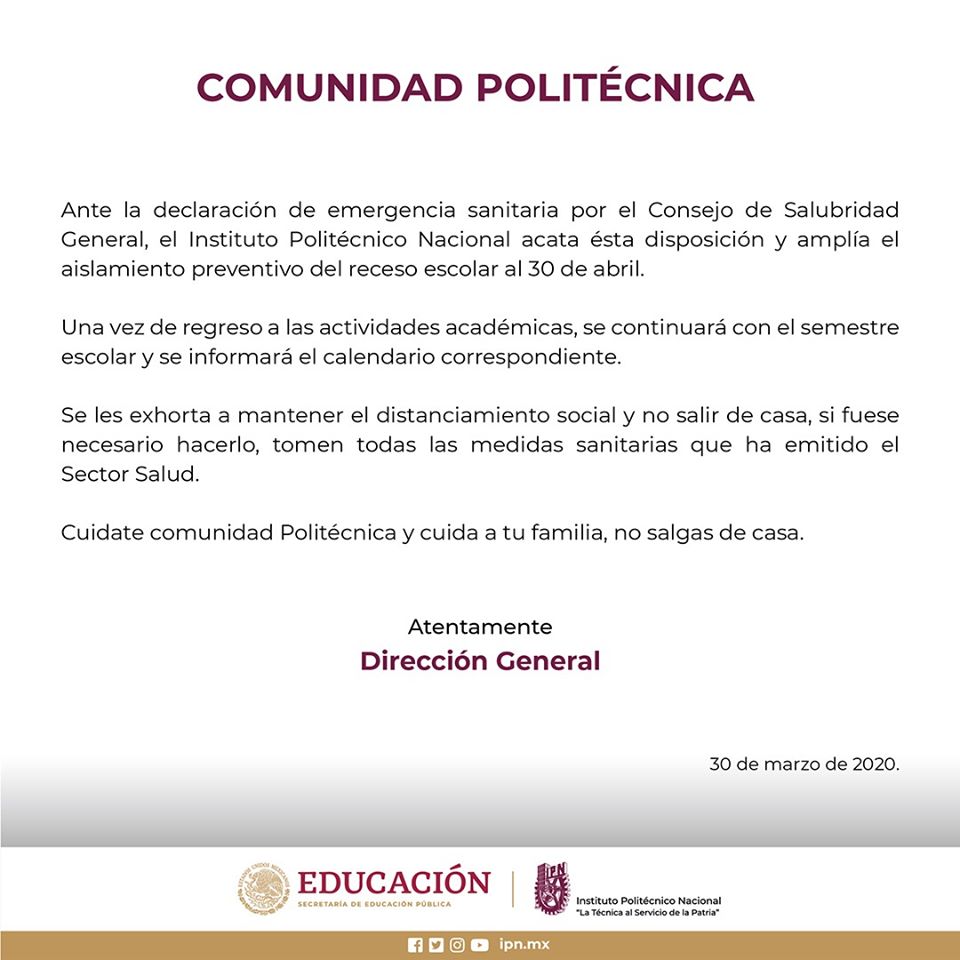 COMUNIDAD POLITÉCNICA
Ante la declaración de emergencia sanitaria por el Consejo de Salubridad
General, el Instituto Politécnico Nacional acata ésta disposición y amplía el
aislamiento preventivo del receso escolar al 30 de abril.
Una vez de regreso a las actividades académicas, se continuará con el semestre
escolar y se informará el calendario correspondiente.
Se les exhorta a mantener el distanciamiento social y no salir de casa, si fuese
necesario hacerlo, tomen todas las medidas sanitarias que ha emitido el
Sector Salud.
Cuidate comunidad Politécnica y cuida a tu familia, no salgas de casa.
Atentamente
Dirección General
30 de marzo de 2020.
ESTADOS UNIDOS MEXICANOS
EDUCACIÓN
SECRETARÍA DE EDUCACIÓN PÚBLICA
IPN
Instituto Politécnico Nacional
"La Técnica al Servicio de la Patria"
ipn.mx